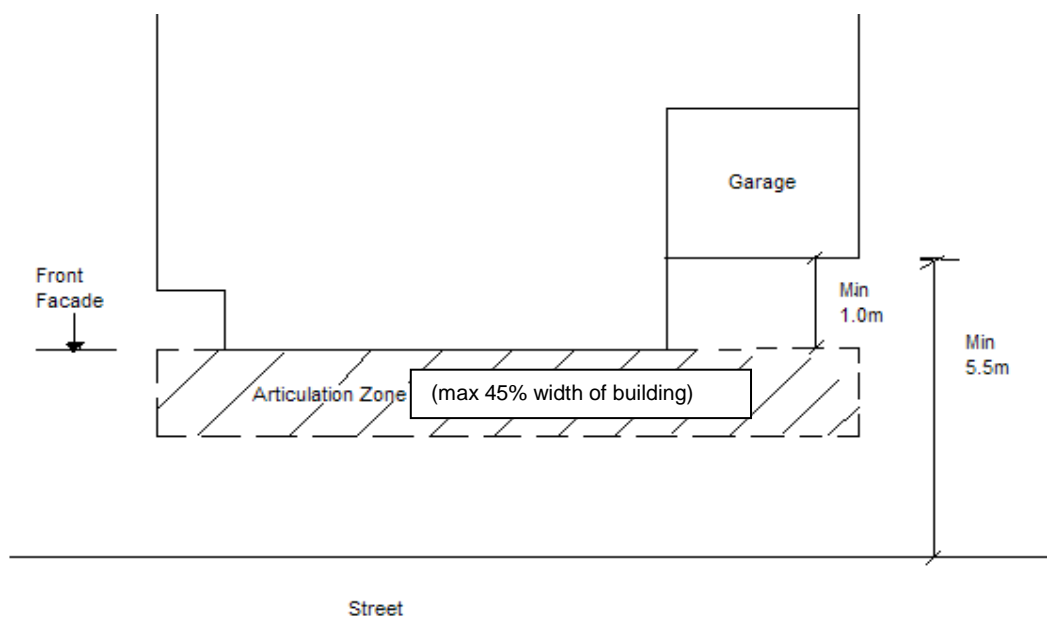 Garage
Front
Facade
Min
1.0m
Min
5.5m
Articulation Zone (max 45% width of building)
Street